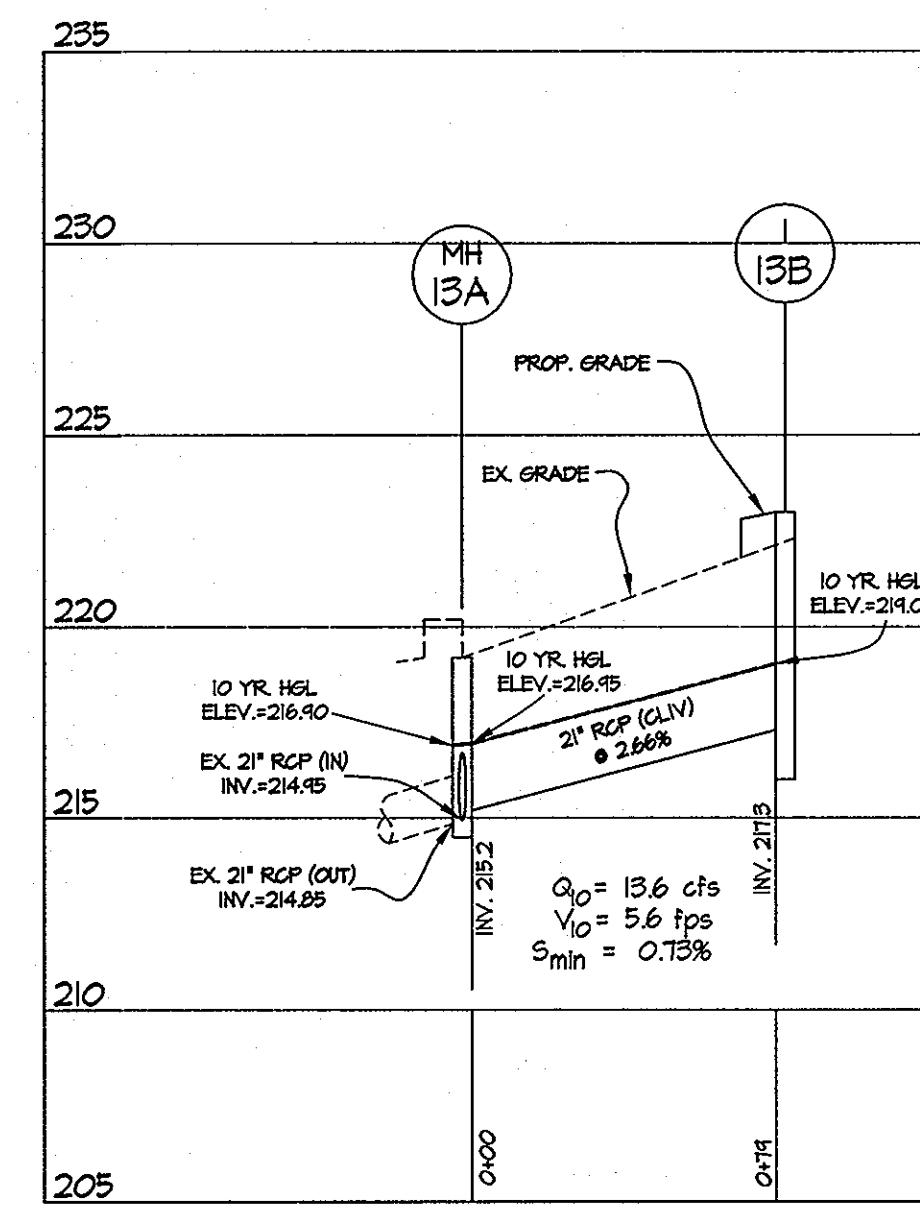 235
230
MH
13A
I
13B
PROP. GRADE
225
EX. GRADE
220
10 YR. HGL
ELEV.=219.0
10 YR. HGL
ELEV.=216.95
10 YR. HGL
ELEV.=216.90
21" RCP (CLIV)
@ 2.66%
EX. 21" RCP (IN)
INV.=214.95
215
EX. 21" RCP (OUT)
INV.=214.85
INV. 215.2
INV. 217.3
Q10 = 13.6 cfs
V10 = 5.6 fps
Smin = 0.73%
210
0+00
0+79
205